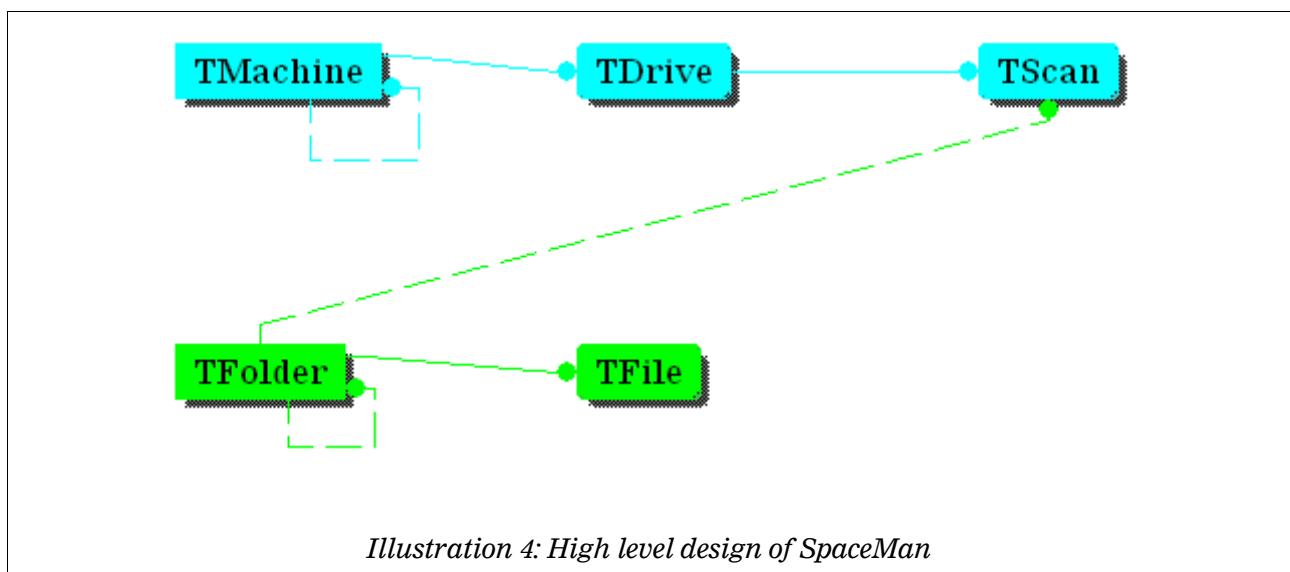 TMachine
TDrive
TScan
TFolder
TFile
Illustration 4: High level design of SpaceMan